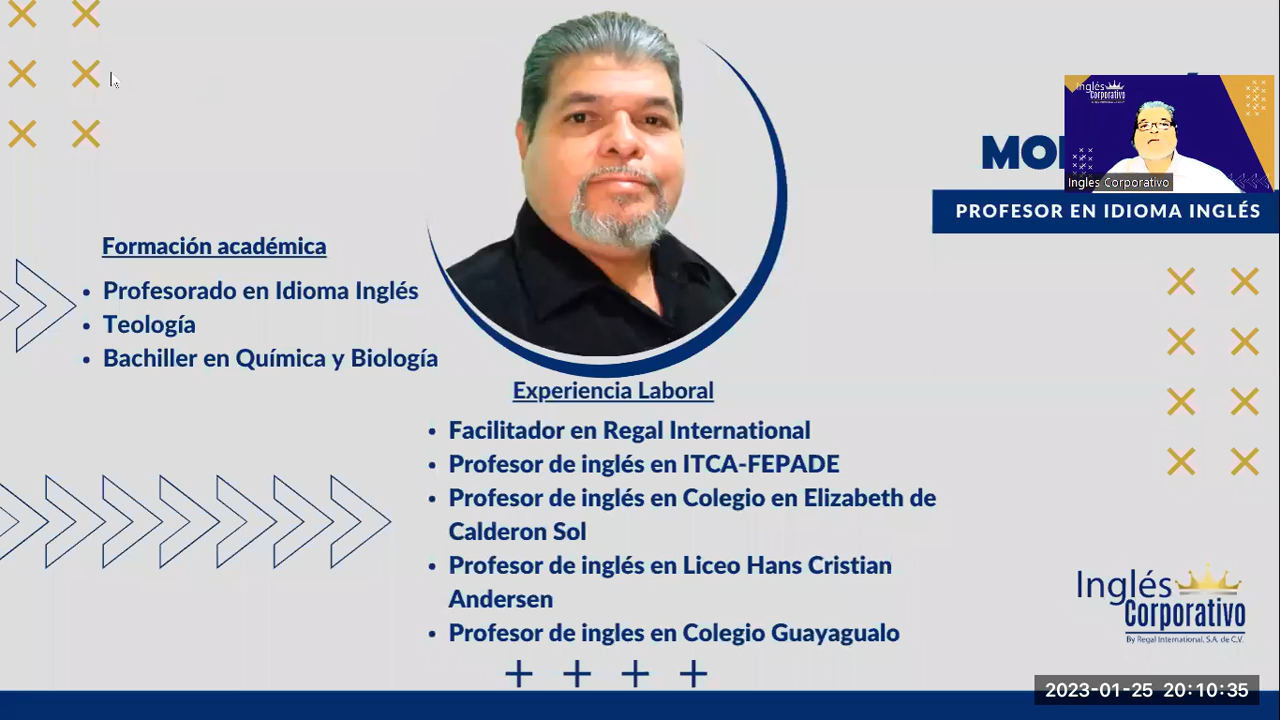 Inglés
Corporativo
Ingles Corporativo
PROFESOR EN IDIOMA INGLÉS
Formación académica
• Profesorado en Idioma Inglés
• Teología
• Bachiller en Química y Biología
Experiencia Laboral
• Facilitador en Regal International
• Profesor de inglés en ITCA-FEPADE
• Profesor de inglés en Colegio en Elizabeth de
Calderon Sol
• Profesor de inglés en Liceo Hans Cristian
Andersen
• Profesor de ingles en Colegio Guayagualo
Inglés
Corporativo
By Regal International, S.A. de C.V.
2023-01-25 20:10:35